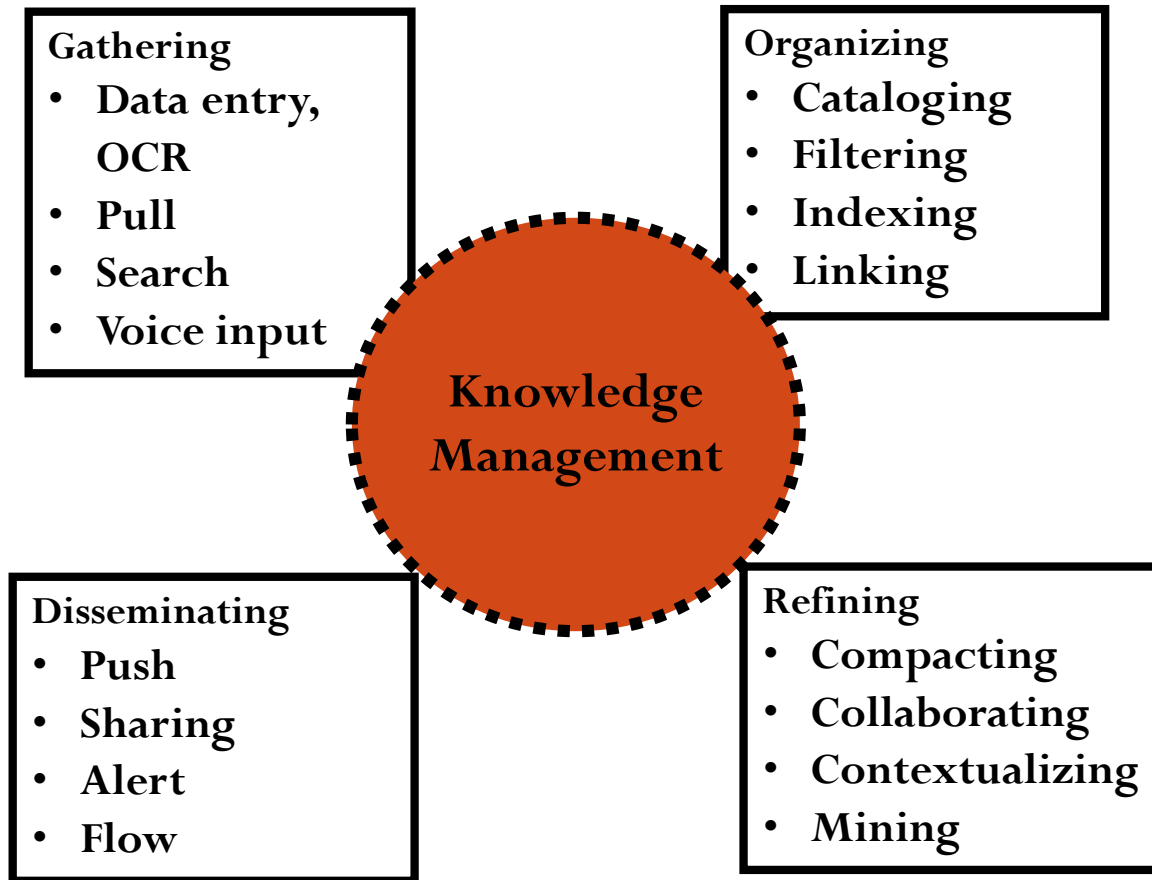 Gathering
• Data entry,
OCR
• Pull
• Search
• Voice input
Organizing
• Cataloging
• Filtering
• Indexing
• Linking
Knowledge
Management
Disseminating
• Push
• Sharing
• Alert
• Flow
Refining
• Compacting
• Collaborating
• Contextualizing
• Mining